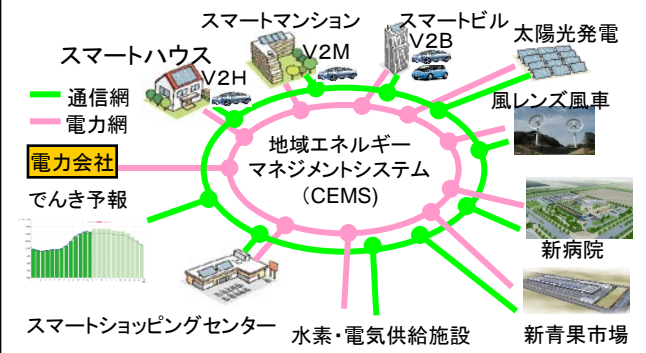 スマートマンション
スマートビル
太陽光発電
スマートハウス
V2H
V2M
V2B
通信網
電力網
風レンズ風車
地域エネルギー
マネジメントシステム
(CEMS)
電力会社
でんき予報
新病院
スマートショッピングセンター
水素・電気供給施設
新青果市場